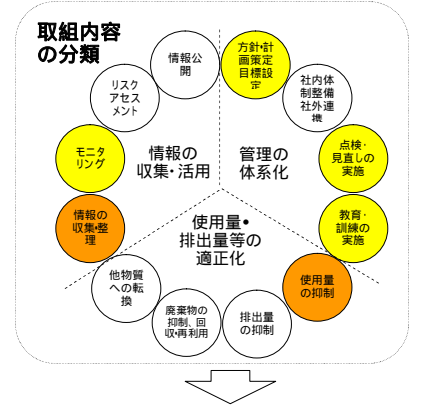 取組内容
の分類
情報公
開
方針・計
画策定
目標設
定
リスク
アセス
メント
社内体
制整備
社外連
携
モニタ
リング
情報の
収集・活用
管理の
体系化
点検・
見直しの
実施
情報の
収集・整
理
使用量・
排出量等の
適正化
教育・
訓練の
実施
他物質
への転
換
使用量
の抑制
廃棄物の
抑制、回
収・再利用
排出量
の抑制